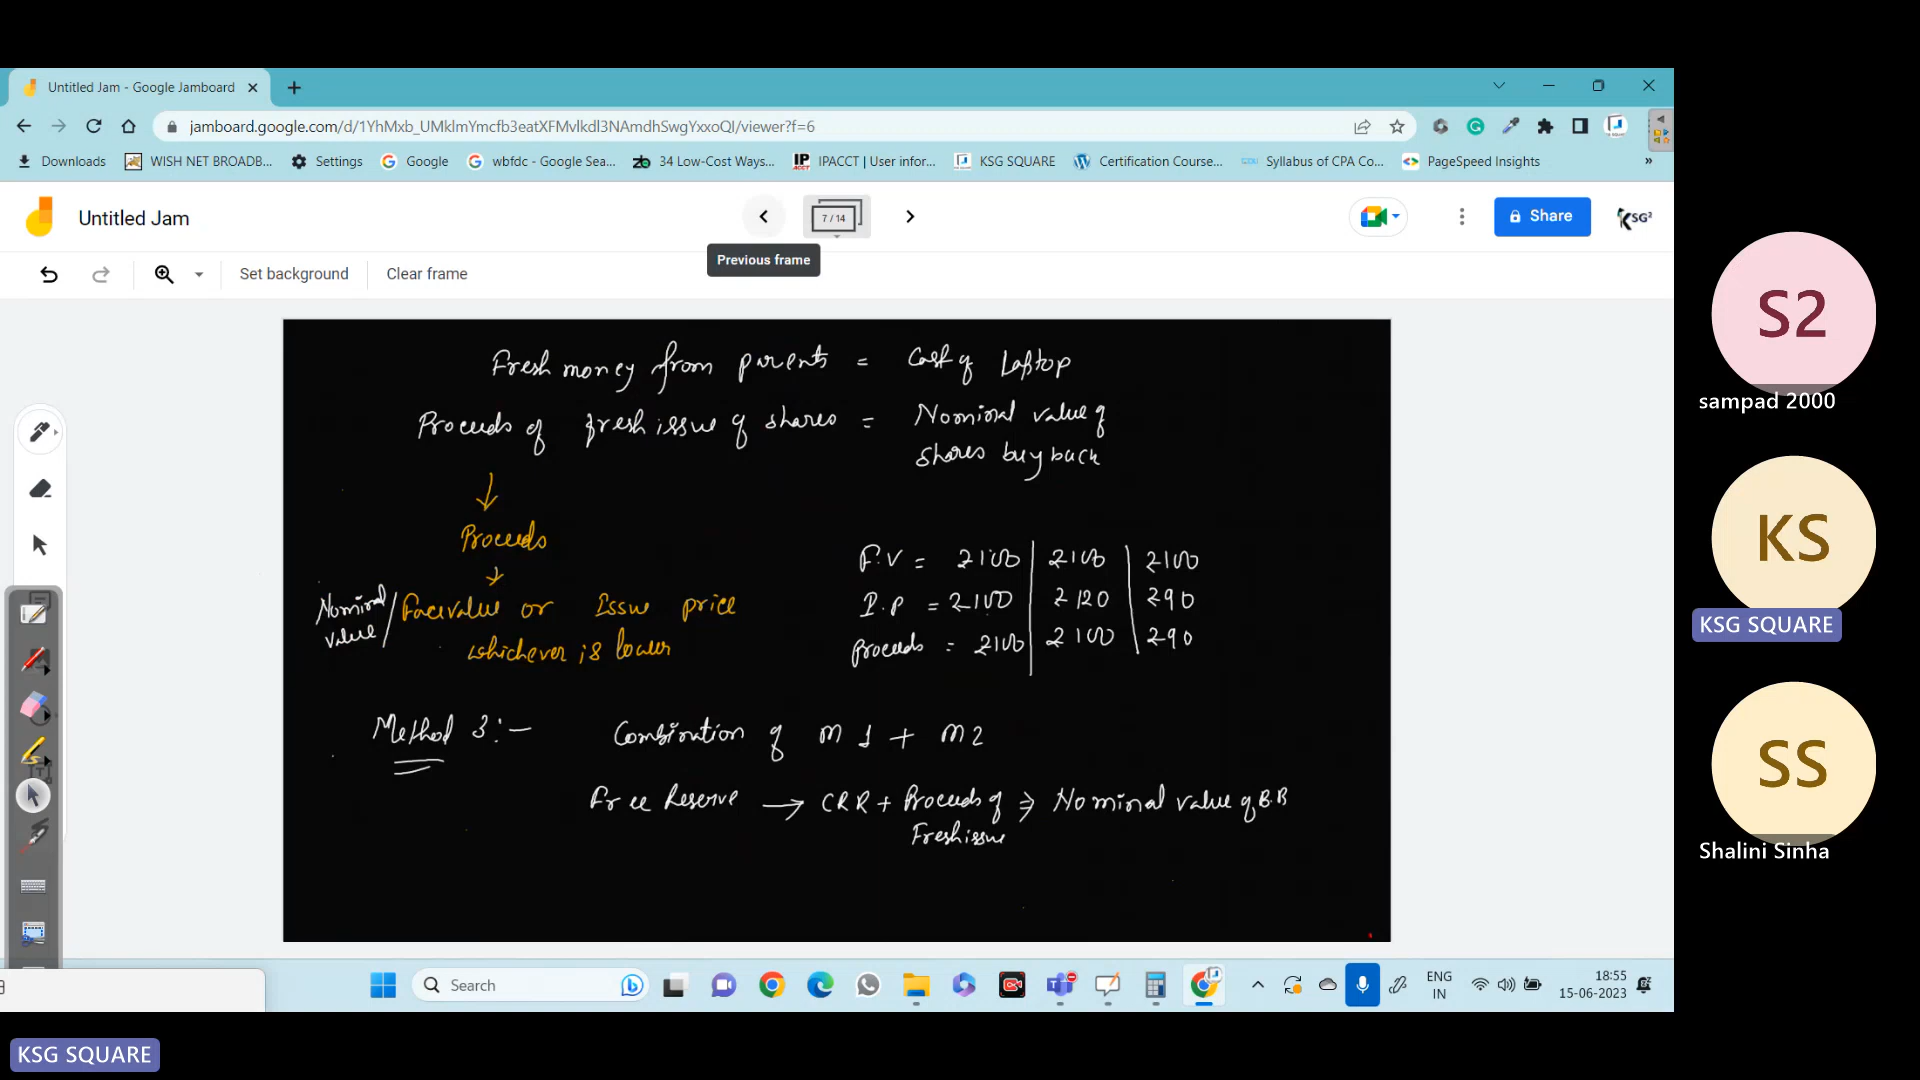 Untitled Jam - Google Jamboard
jamboard.google.com/d/1YhMxb_UMklmYmcfb3eatXFMvlkdl3NAmdhSwgYxxoQI/viewer?f=6
Downloads WISH NET BROADB... Settings Google wbfdc - Google Sea... 34 Low-Cost Ways... IPACCT | User infor... KSG SQUARE Certification Course... Syllabus of CPA Co... PageSpeed Insights »
Untitled Jam
7 / 14
Share
KSG²
Previous frame
Set background
Clear frame
Fresh money from parents = Cost of Laptop
Proceeds of fresh issue of shares = Nominal value of
shares buyback
Proceeds
Nominal value / Facevalue or Issue price
whichever is lower
F.V = 2100 | 2100 | 2100
I.P = 2100 | 2120 | 290
Proceeds = 2100 | 2100 | 290
Method 3:-
Combination of M1 + M2
Free Reserve → CRR + Proceeds of Fresh issue ⇒ Nominal value of B.B
Search
ENG
IN
18:55
15-06-2023
S2
sampad 2000
KS
KSG SQUARE
SS
Shalini Sinha
KSG SQUARE